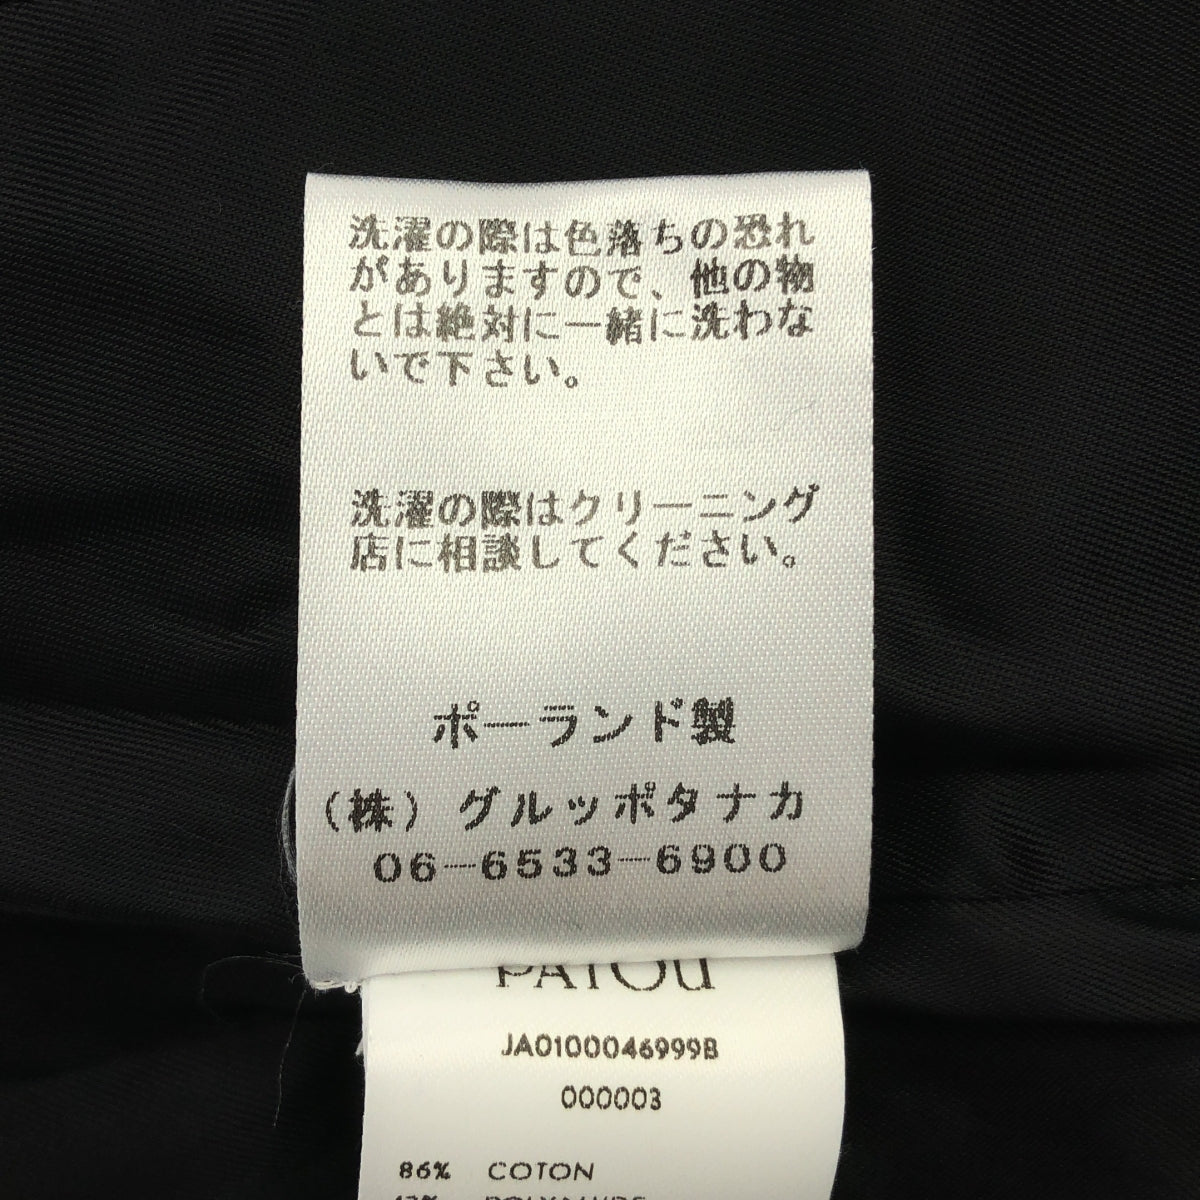 洗濯の際は色落ちの恐れ
がありますので、他の物
とは絶対に一緒に洗わな
いで下さい。
洗濯の際はクリーニング
店に相談してください。
ポーランド製
(株)グルッポタナカ
06-6533-6900
PATOU
JA0100046999B
000003
86% COTON